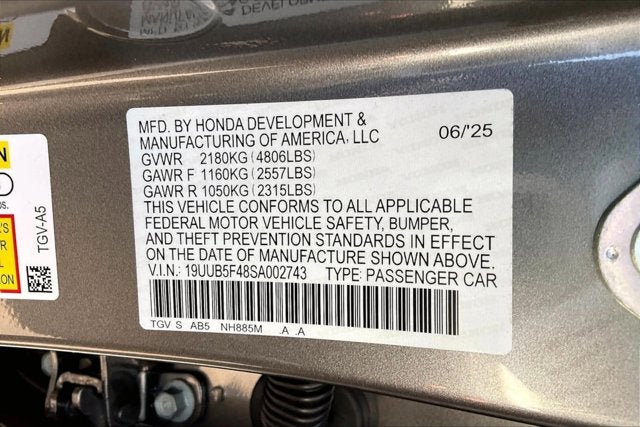 MFD. BY HONDA DEVELOPMENT &
MANUFACTURING OF AMERICA, LLC
06/'25
GVWR 2180KG(4806LBS)
GAWR F 1160KG(2557LBS)
GAWR R 1050KG(2315LBS)
THIS VEHICLE CONFORMS TO ALL APPLICABLE
FEDERAL MOTOR VEHICLE SAFETY, BUMPER,
AND THEFT PREVENTION STANDARDS IN EFFECT
ON THE DATE OF MANUFACTURE SHOWN ABOVE.
V.I.N.: 19UUB5F48SA002743 TYPE: PASSENGER CAR
TGV S AB5 NH885M .A .A
TGV-A5